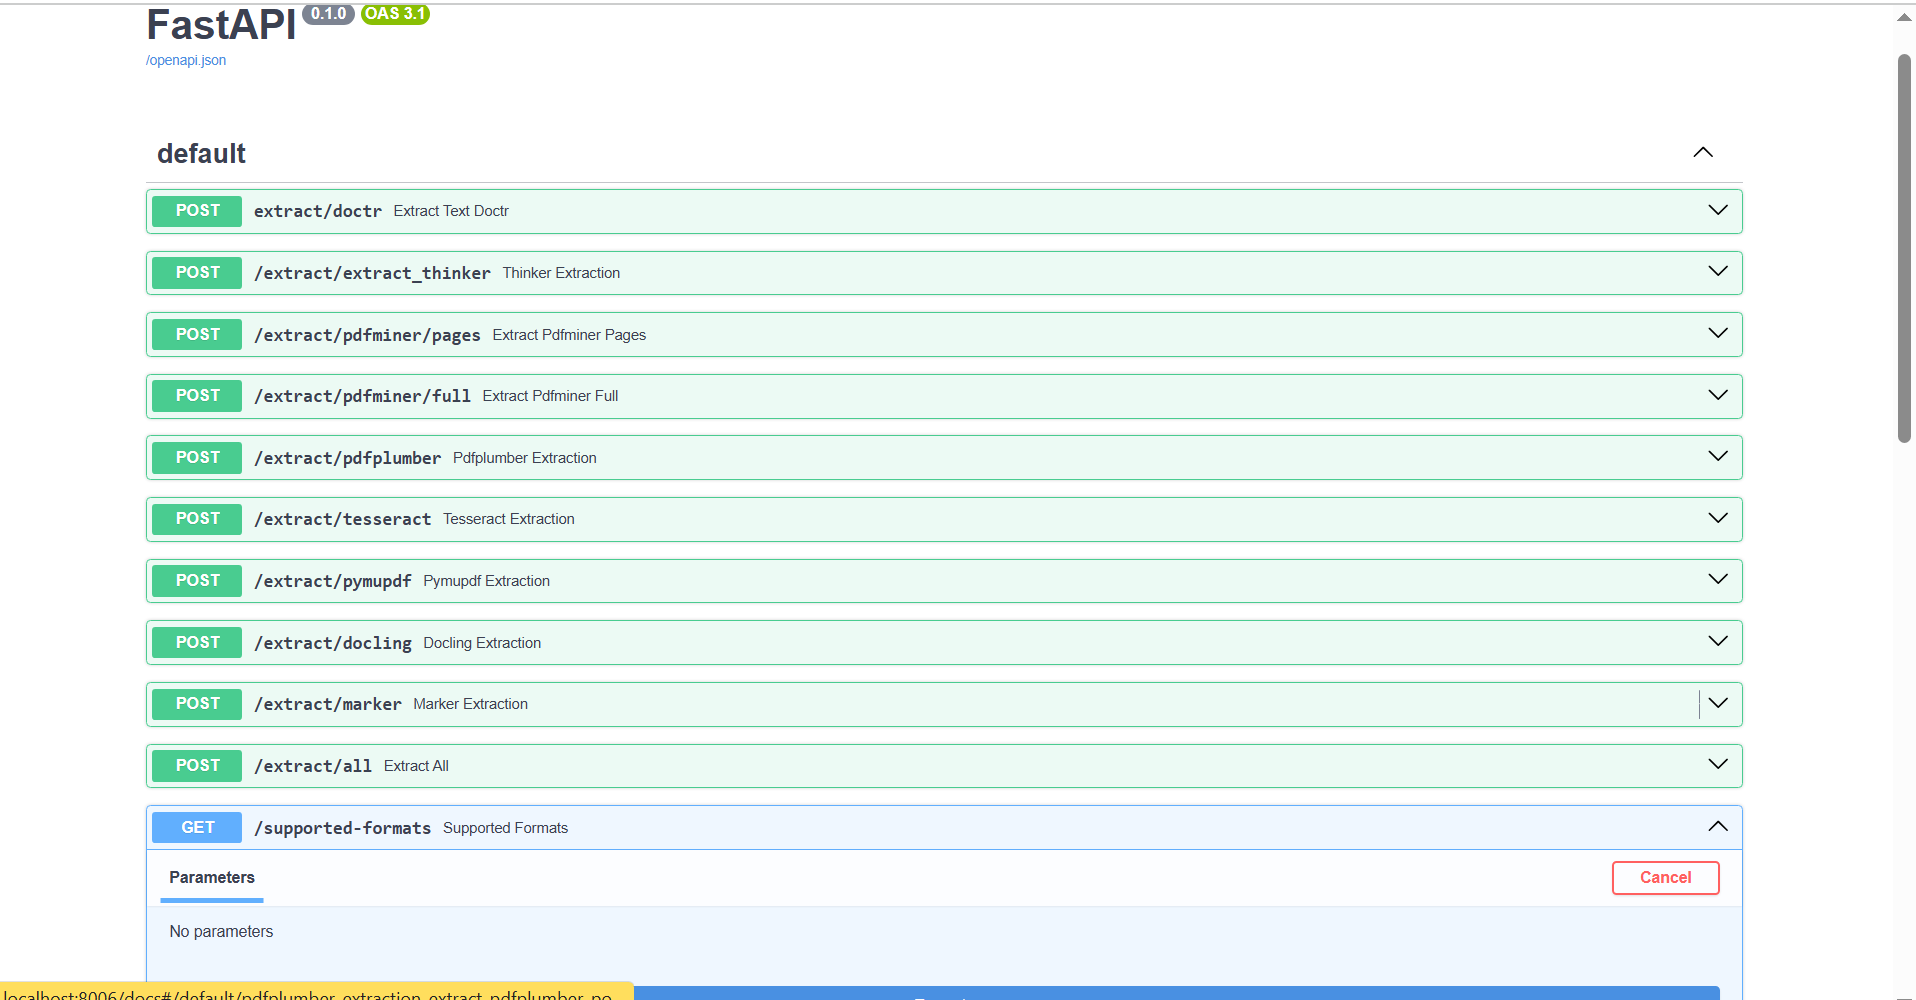 FastAPI 0.1.0 OAS 3.1
/openapi.json
default
POST extract/doctr Extract Text Doctr
POST /extract/extract_thinker Thinker Extraction
POST /extract/pdfminer/pages Extract Pdfminer Pages
POST /extract/pdfminer/full Extract Pdfminer Full
POST /extract/pdfplumber Pdfplumber Extraction
POST /extract/tesseract Tesseract Extraction
POST /extract/pymupdf Pymupdf Extraction
POST /extract/docling Docling Extraction
POST /extract/marker Marker Extraction
POST /extract/all Extract All
GET /supported-formats Supported Formats
Parameters Cancel
No parameters
localhost:8006/docs#/default/pdfplumber_extraction_extract_pdfplumber_po...